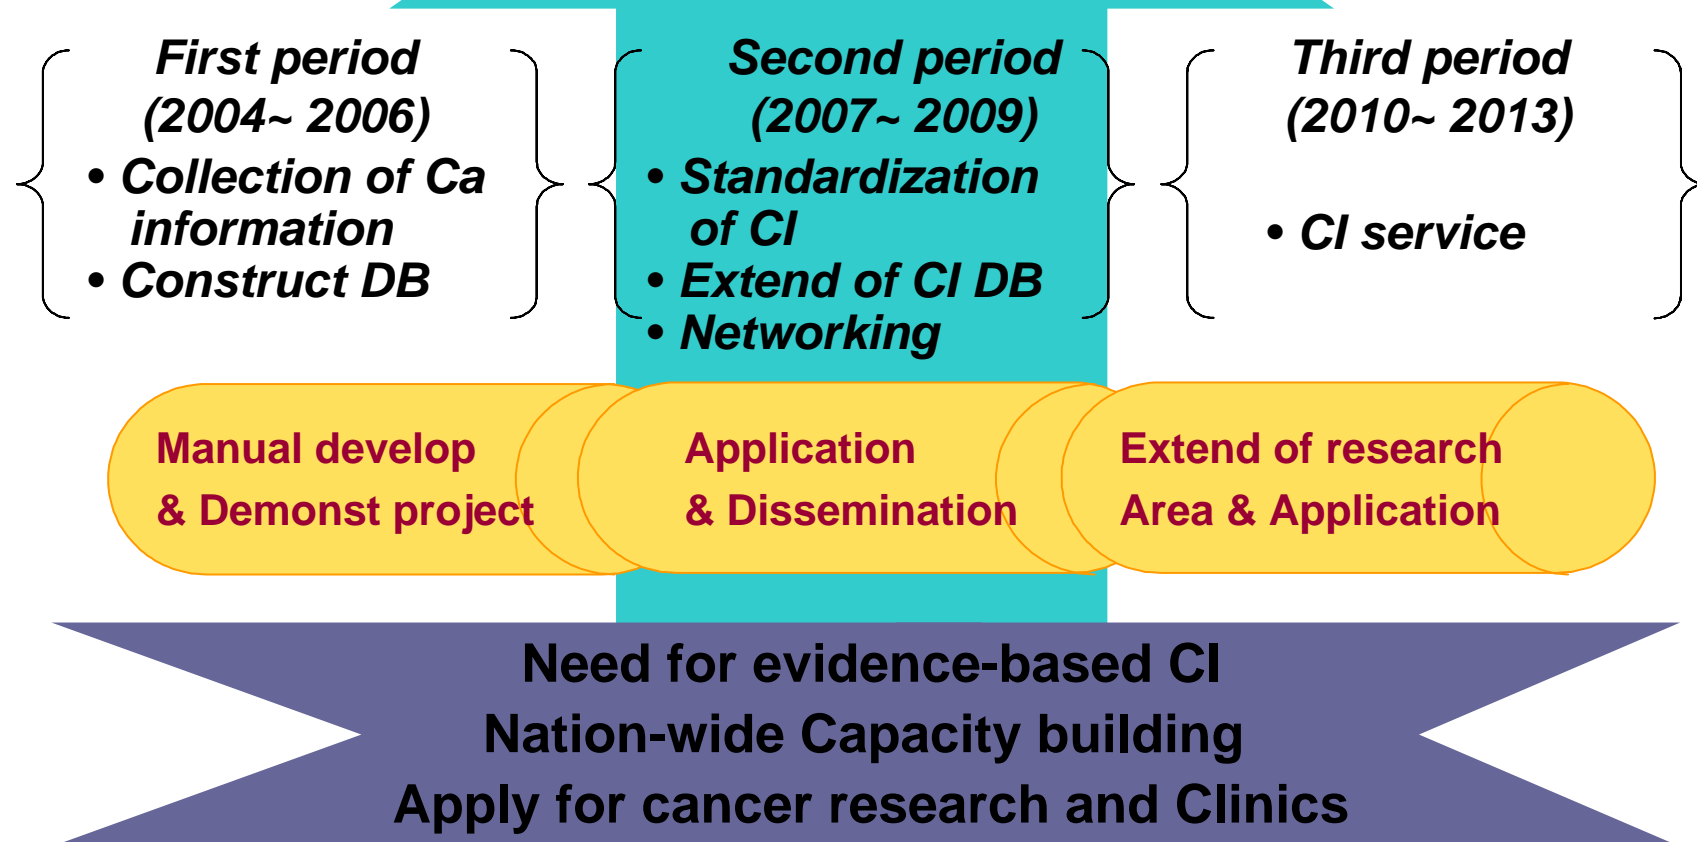 First period
(2004~ 2006)
• Collection of Ca
information
• Construct DB
Second period
(2007~ 2009)
• Standardization
of CI
• Extend of CI DB
• Networking
Third period
(2010~ 2013)
• CI service
Manual develop
& Demonst project
Application
& Dissemination
Extend of research
Area & Application
Need for evidence-based CI
Nation-wide Capacity building
Apply for cancer research and Clinics